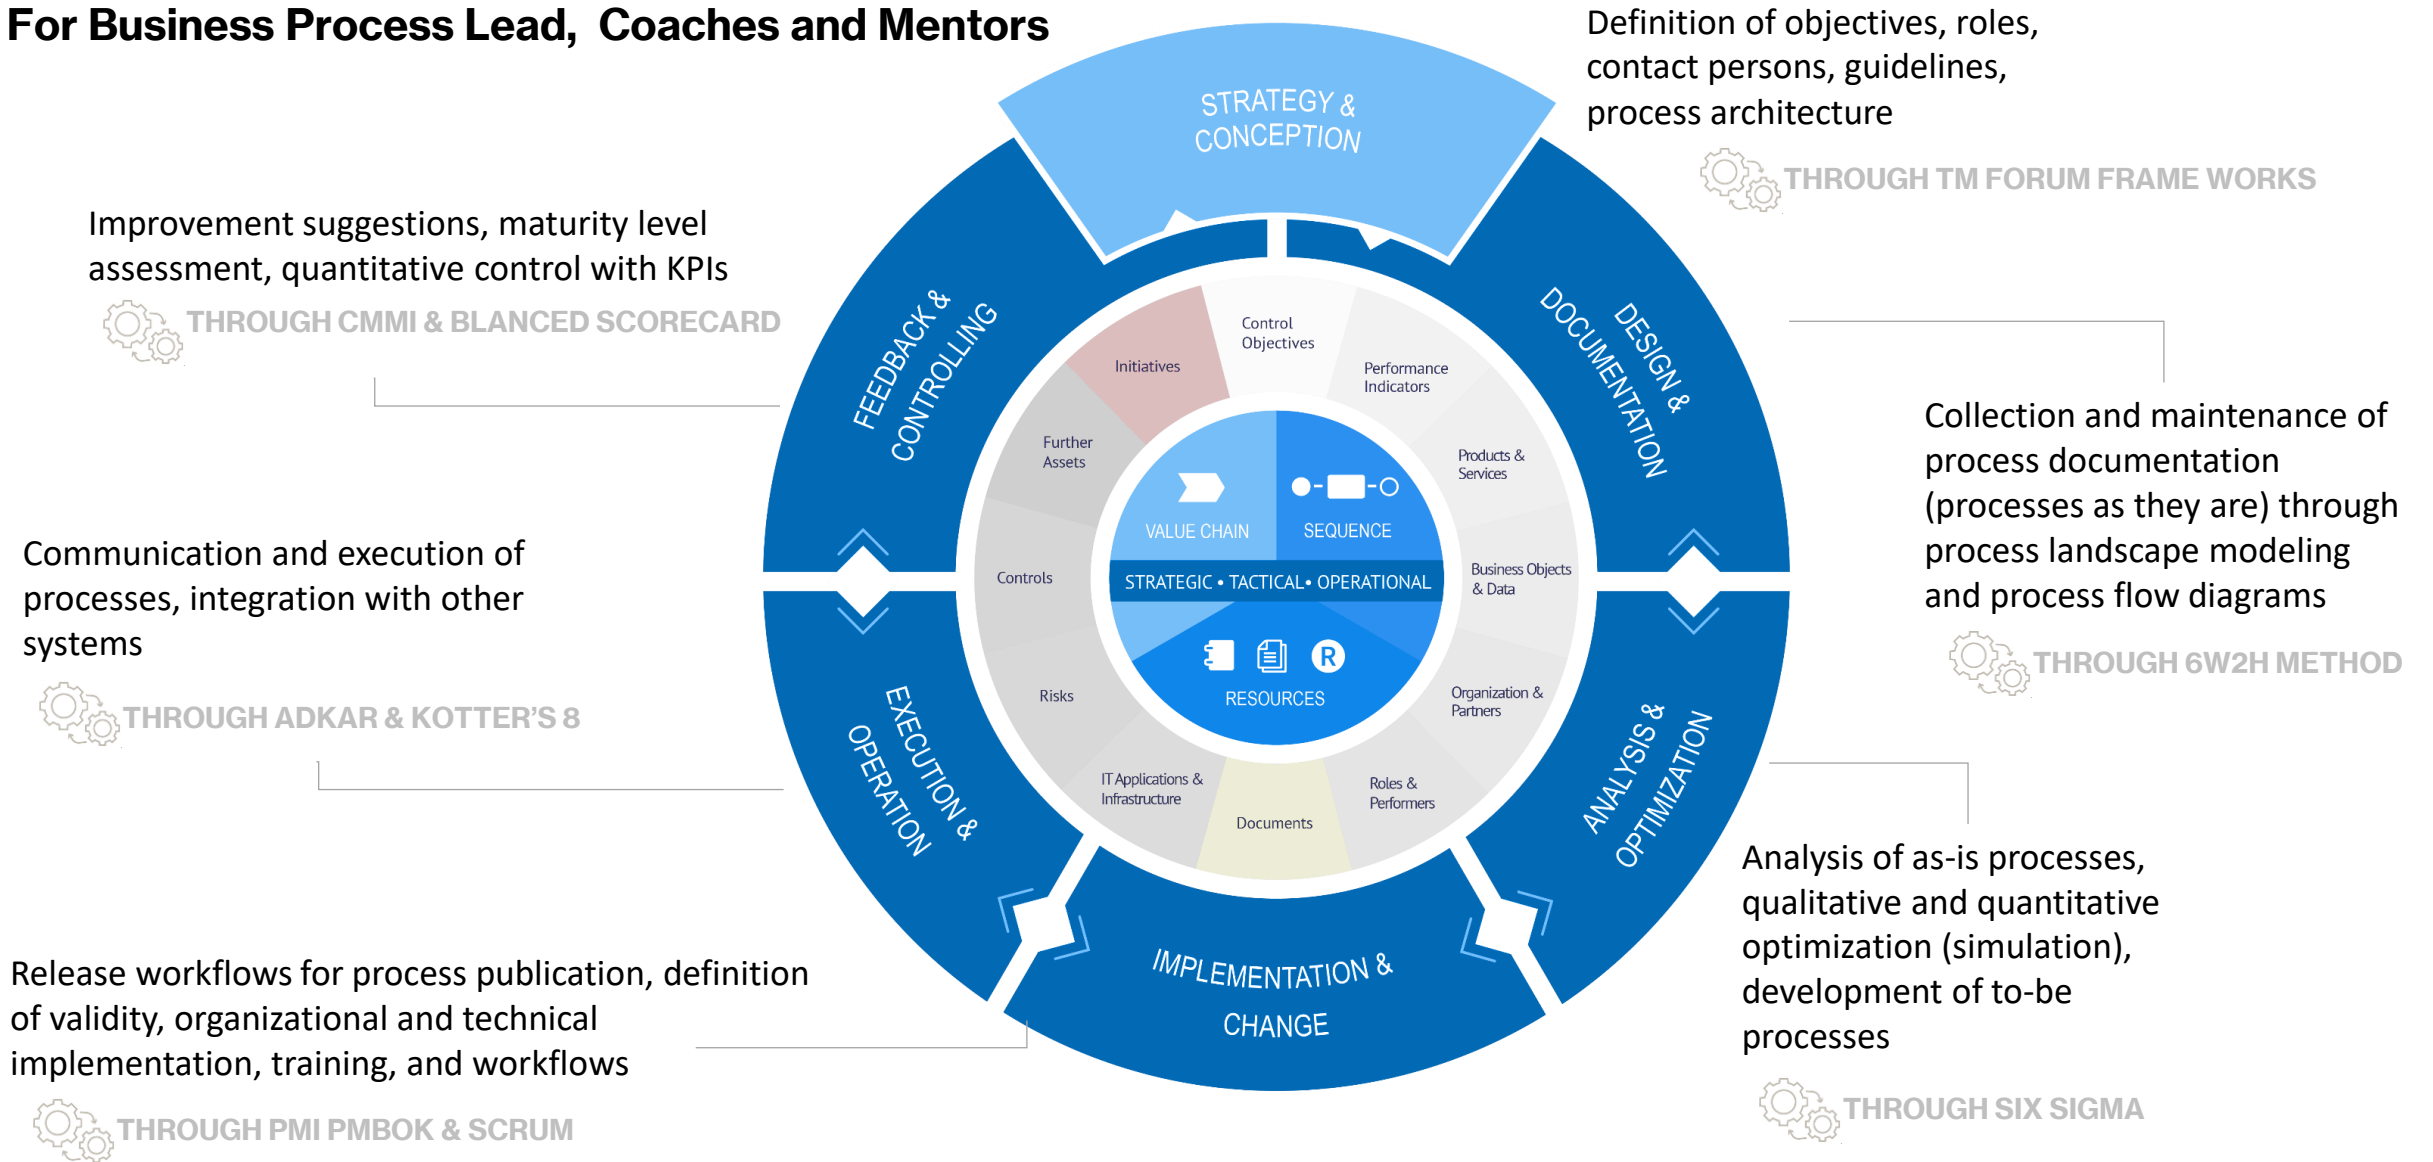 For Business Process Lead,  Coaches and Mentors
Definition of objectives, roles,
contact persons, guidelines,
process architecture
THROUGH TM FORUM FRAME WORKS
STRATEGY &
CONCEPTION
Improvement suggestions, maturity level
assessment, quantitative control with KPIs
THROUGH CMMI & BLANCED SCORECARD
FEEDBACK &
CONTROLLING
DESIGN &
DOCUMENTATION
Collection and maintenance of
process documentation
(processes as they are) through
process landscape modeling
and process flow diagrams
THROUGH 6W2H METHOD
Control
Objectives
Performance
Indicators
Products &
Services
Business Objects
& Data
Organization &
Partners
Roles &
Performers
Documents
IT Applications &
Infrastructure
Risks
Controls
Further
Assets
Initiatives
VALUE CHAIN
SEQUENCE
STRATEGIC • TACTICAL• OPERATIONAL
R
RESOURCES
Communication and execution of
processes, integration with other
systems
THROUGH ADKAR & KOTTER’S 8
EXECUTION &
OPERATION
ANALYSIS &
OPTIMIZATION
Analysis of as-is processes,
qualitative and quantitative
optimization (simulation),
development of to-be
processes
THROUGH SIX SIGMA
IMPLEMENTATION &
CHANGE
Release workflows for process publication, definition
of validity, organizational and technical
implementation, training, and workflows
THROUGH PMI PMBOK & SCRUM